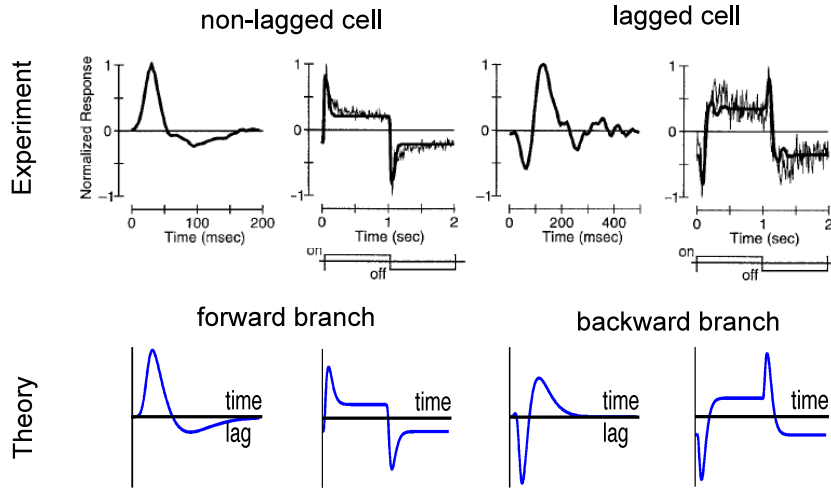 non-lagged cell
lagged cell
Experiment
Normalized Response
1
0
−1
0
100
200
Time (msec)
1
0
−1
0
1
2
Time (sec)
on
off
1
0
−1
0
200
400
Time (msec)
1
0
−1
0
1
2
Time (sec)
on
off
forward branch
backward branch
Theory
time
lag
time
time
lag
time